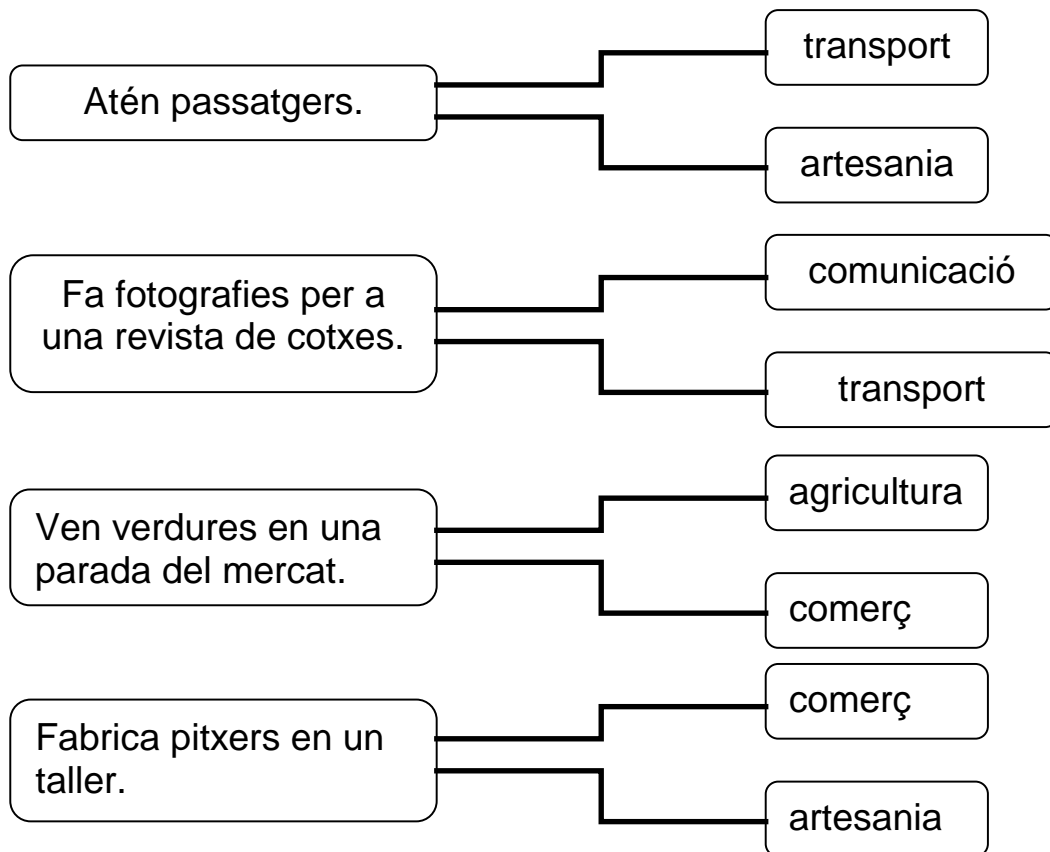 transport
Atén passatgers.
artesania
comunicació
Fa fotografies per a
una revista de cotxes.
transport
agricultura
Ven verdures en una
parada del mercat.
comerç
comerç
Fabrica pitxers en un
taller.
artesania